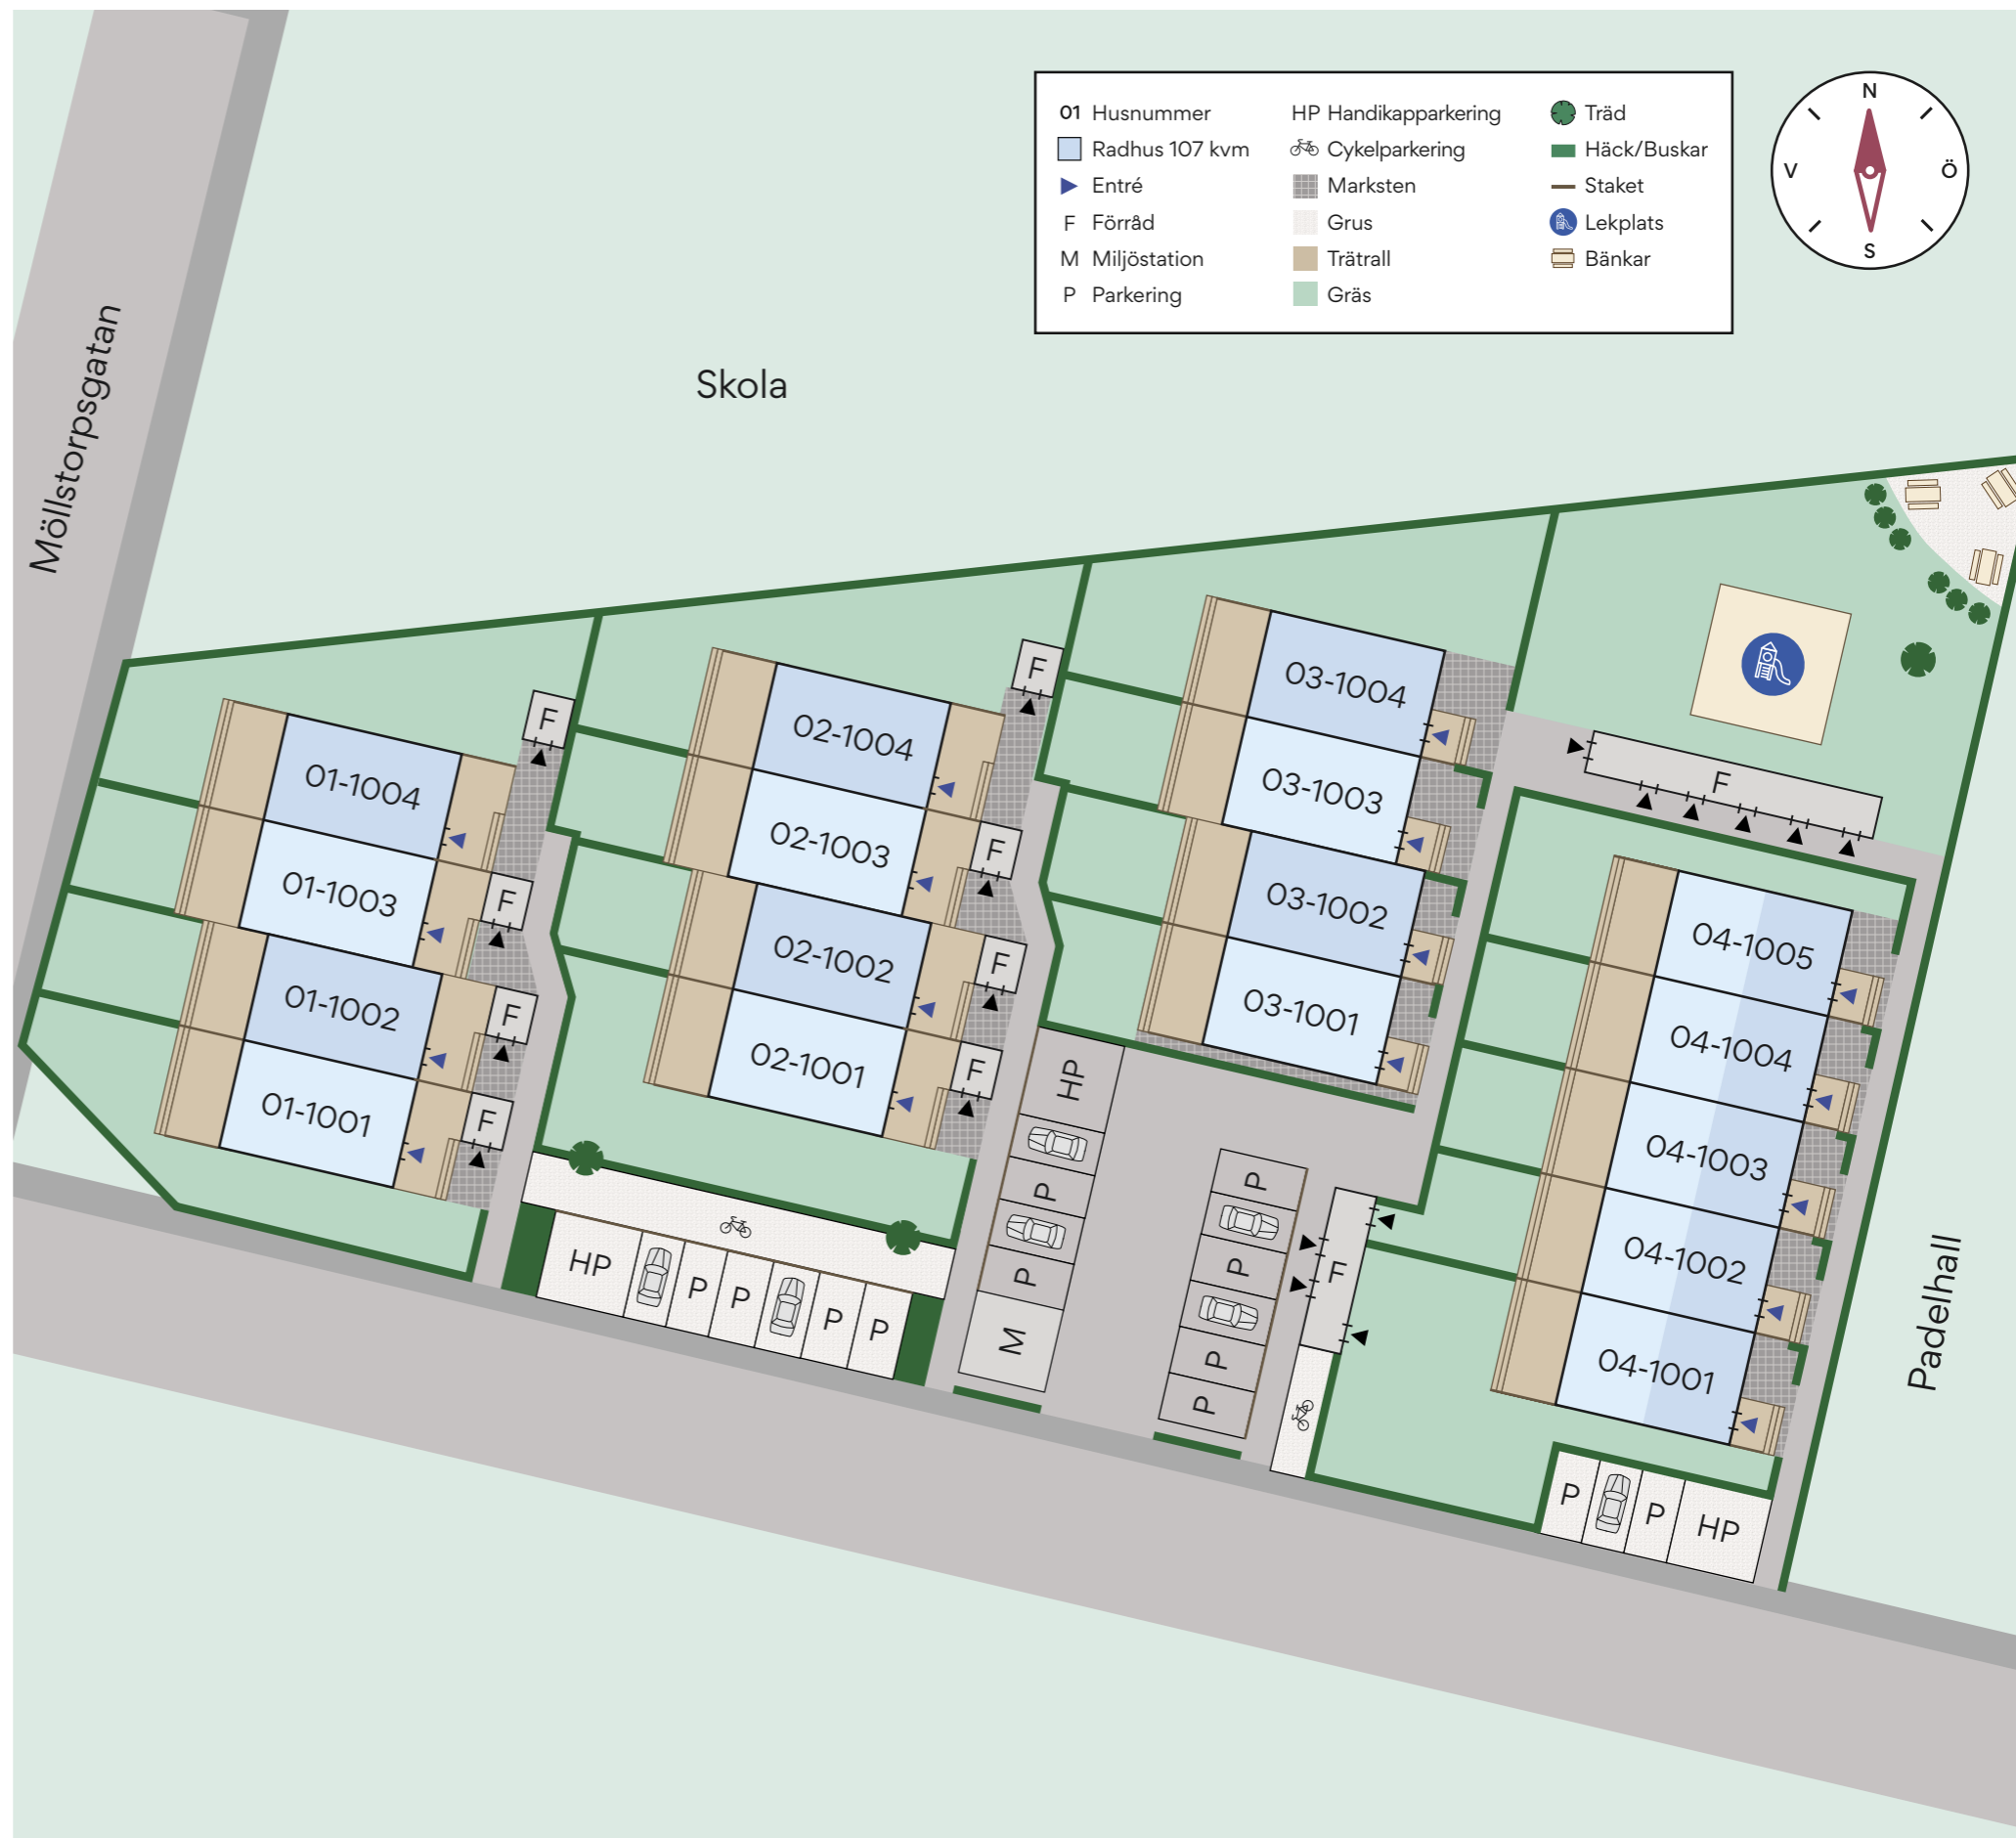 01 Husnummer
Radhus 107 kvm
Entré
F Förråd
M Miljöstation
P Parkering
HP Handikapparkering
Cykelparkering
Marksten
Grus
Trätrall
Gräs
Träd
Häck/Buskar
Staket
Lekplats
Bänkar
N
V
Ö
S
Skola
Möllstorpsgatan
Padelhall
01-1004
01-1003
01-1002
01-1001
F
F
F
F
02-1004
02-1003
02-1002
02-1001
F
F
F
F
03-1004
03-1003
03-1002
03-1001
F
04-1005
04-1004
04-1003
04-1002
04-1001
HP
P
P
P
P
HP
P
P
M
P
P
P
P
F
P
P
HP